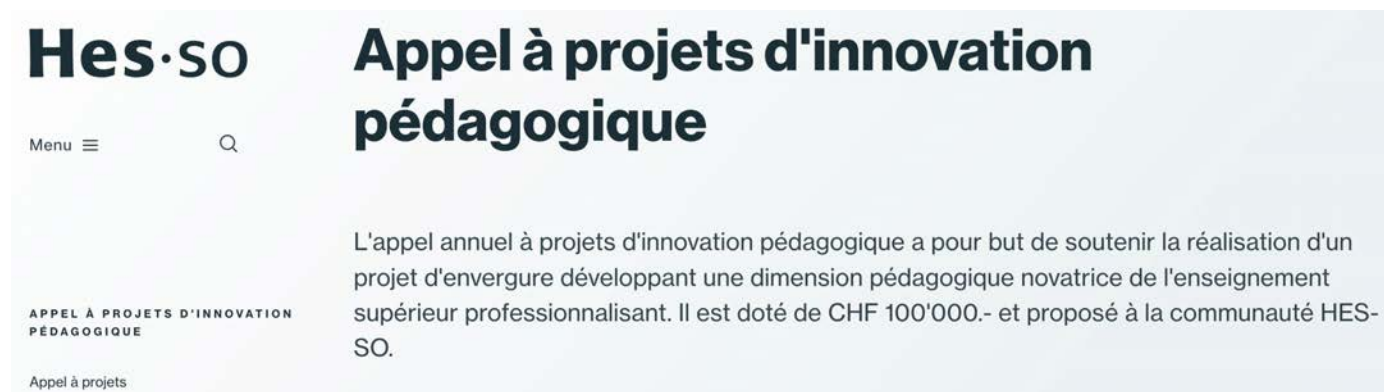 Hes·so
Menu
APPEL À PROJETS D'INNOVATION
PÉDAGOGIQUE
Appel à projets
Appel à projets d'innovation
pédagogique
L'appel annuel à projets d'innovation pédagogique a pour but de soutenir la réalisation d'un
projet d'envergure développant une dimension pédagogique novatrice de l'enseignement
supérieur professionnalisant. Il est doté de CHF 100'000.- et proposé à la communauté HES-
SO.